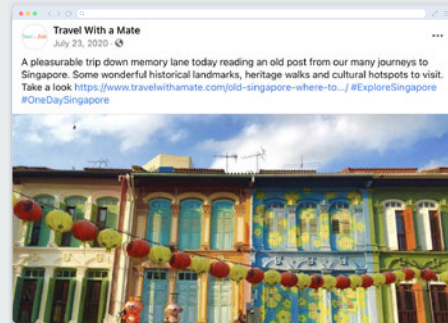 Travel With a Mate
July 23, 2020 ·
A pleasurable trip down memory lane today reading an old post from our many journeys to
Singapore. Some wonderful historical landmarks, heritage walks and cultural hotspots to visit.
Take a look https://www.travelwithamate.com/old-singapore-where-to.../ #ExploreSingapore
#OneDaySingapore